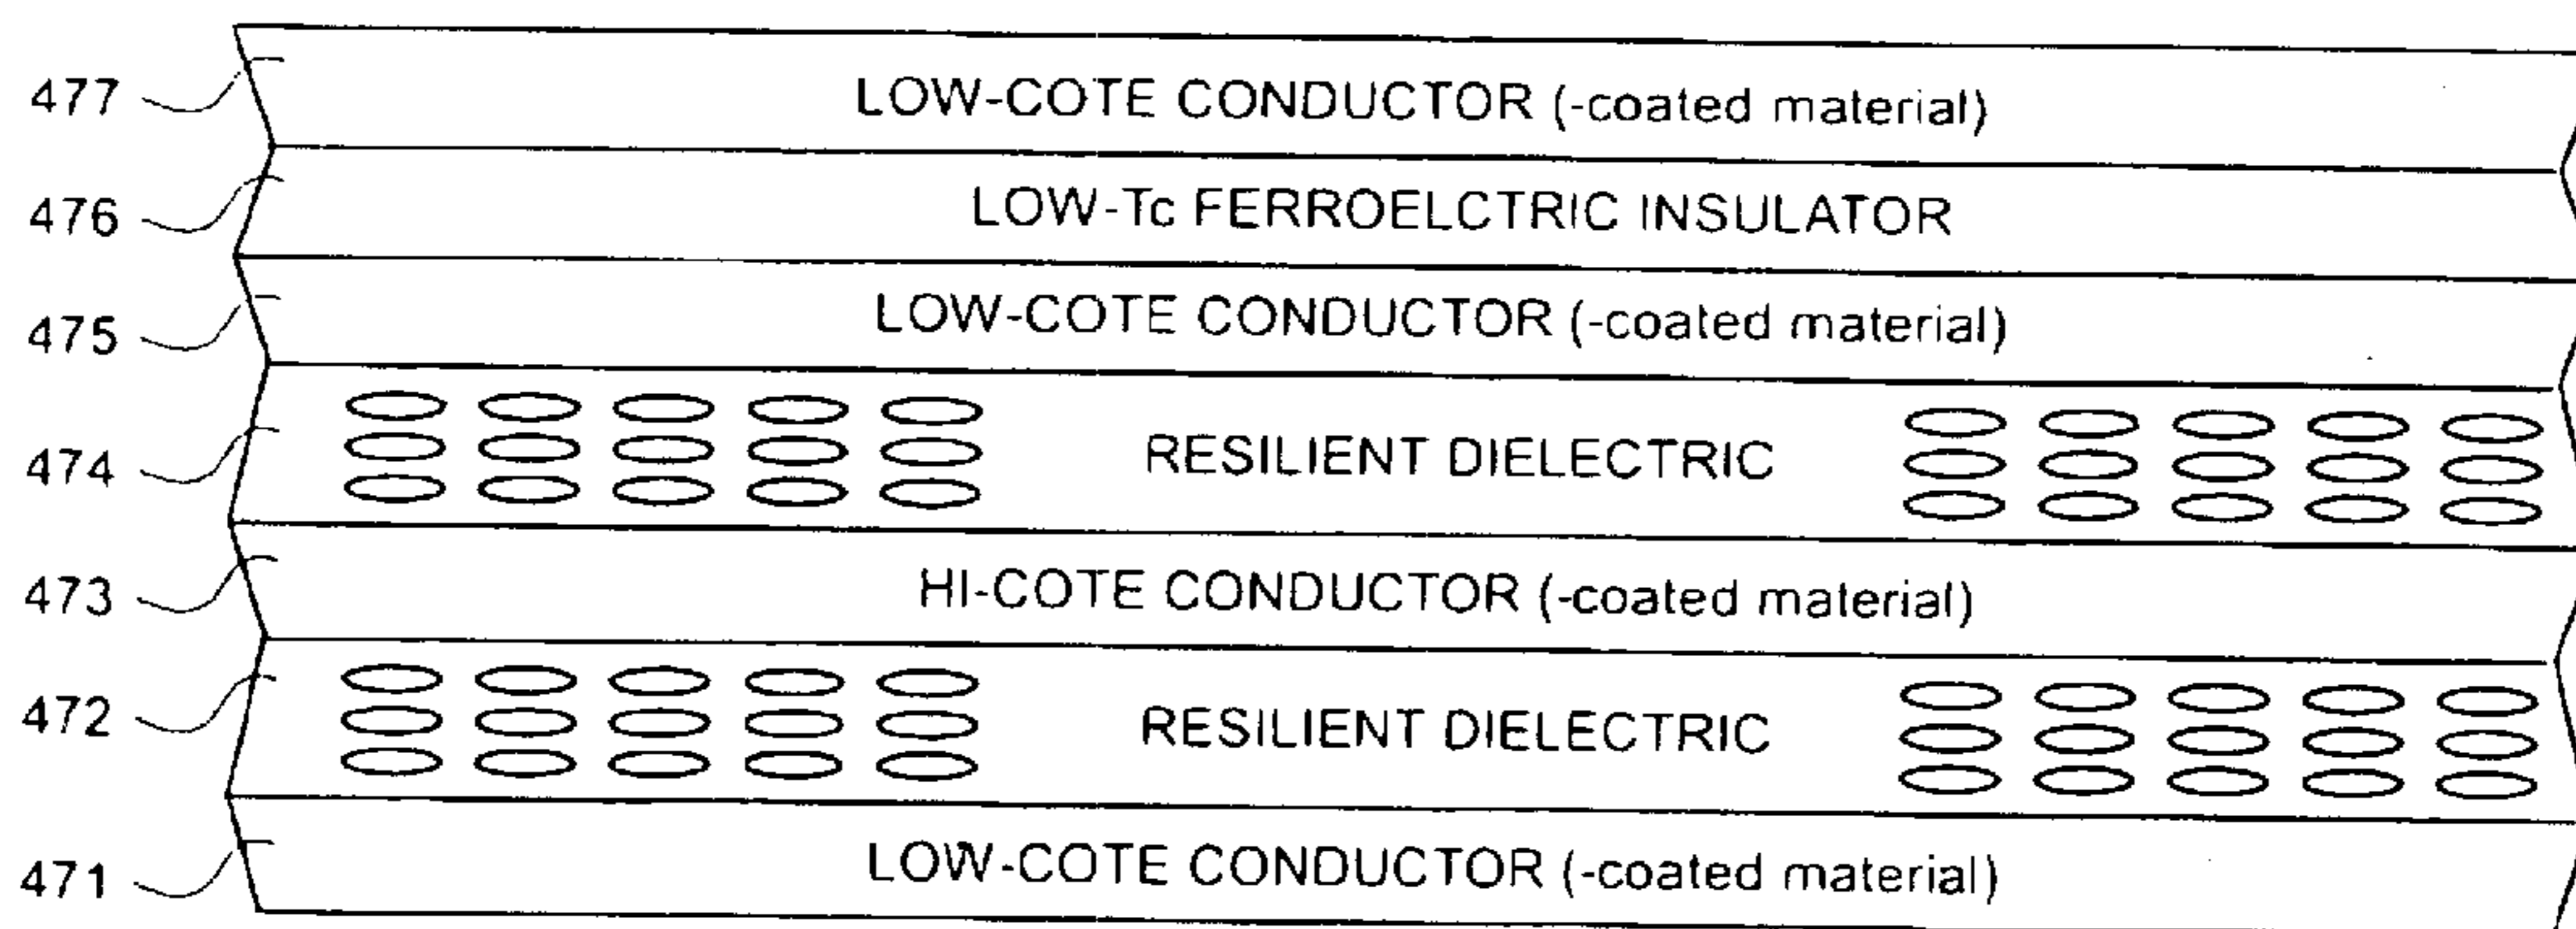 477 LOW-COTE CONDUCTOR (-coated material)
476 LOW-Tc FERROELCTRIC INSULATOR
475 LOW-COTE CONDUCTOR (-coated material)
474 RESILIENT DIELECTRIC
473 HI-COTE CONDUCTOR (-coated material)
472 RESILIENT DIELECTRIC
471 LOW-COTE CONDUCTOR (-coated material)